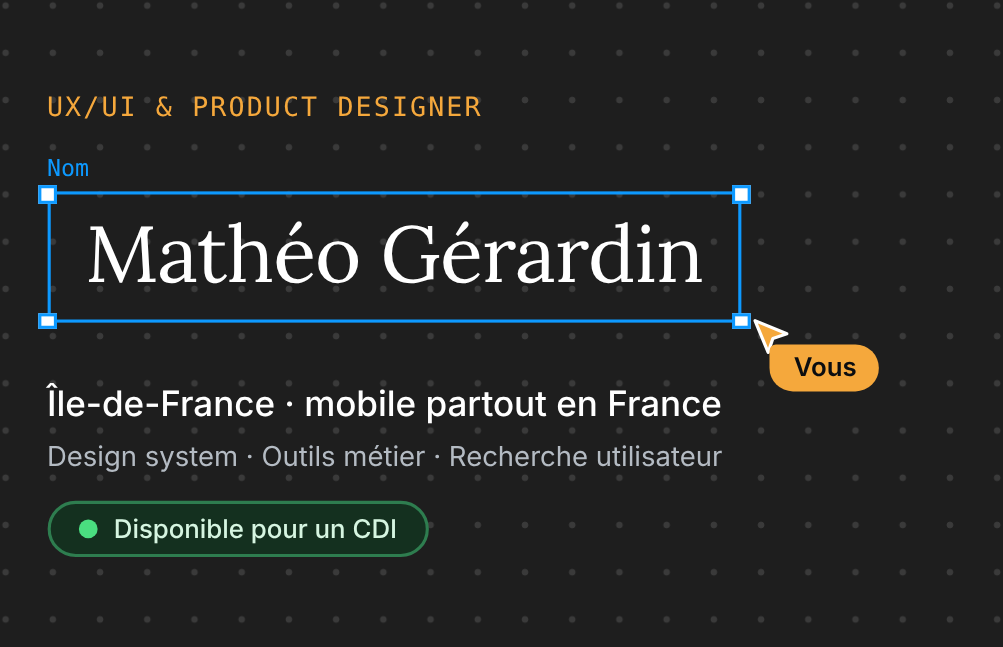 UX/UI & PRODUCT DESIGNER
Nom
Mathéo Gérardin
Vous
Île-de-France · mobile partout en France
Design system · Outils métier · Recherche utilisateur
Disponible pour un CDI